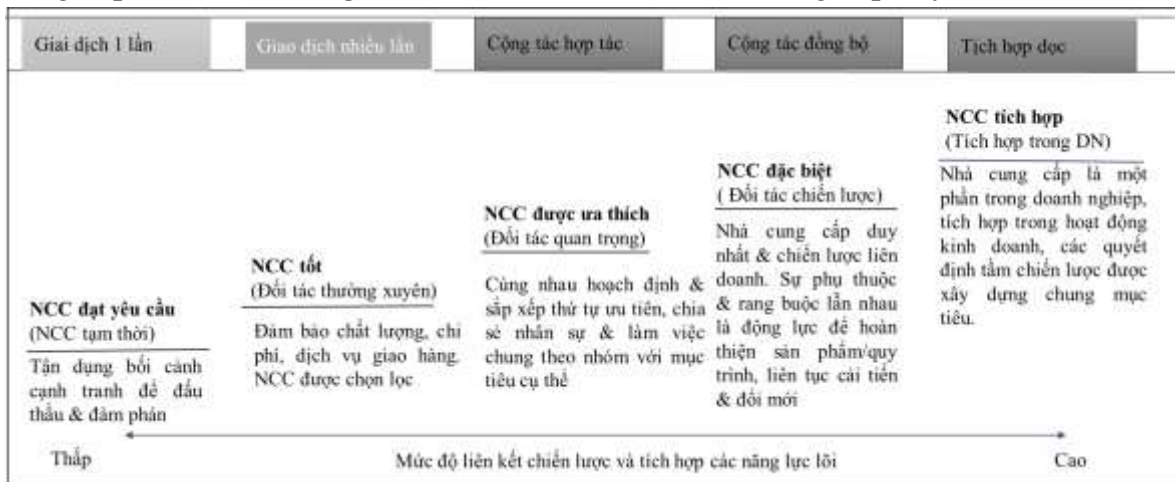 Giai dịch 1 lần
Giao dịch nhiều lần
Cộng tác hợp tác
Cộng tác đồng bộ
Tịch hợp dọc
NCC đạt yêu cầu
(NCC tạm thời)
Tận dụng bối cảnh
cạnh tranh để đấu
thầu & đàm phán
NCC tốt
(Đối tác thường xuyên)
Đảm bảo chất lượng, chi
phí, dịch vụ giao hàng.
NCC được chọn lọc
NCC được ưa thích
(Đối tác quan trọng)
Cùng nhau hoạch định &
sắp xếp thứ tự ưu tiên, chia
sẻ nhân sự & làm việc
chung theo nhóm với mục
tiêu cụ thể
NCC đặc biệt
( Đối tác chiến lược)
Nhà cung cấp duy
nhất & chiến lược liên
doanh. Sự phụ thuộc
& rang buộc lẫn nhau
là động lực để hoàn
thiện sản phẩm/quy
trình, liên tục cải tiến
& đổi mới
NCC tích hợp
(Tích hợp trong DN)
Nhà cung cấp là một
phần trong doanh nghiệp,
tích hợp trong hoạt động
kinh doanh, các quyết
định tầm chiến lược được
xây dựng chung mục
tiêu.
Thấp
Mức độ liên kết chiến lược và tích hợp các năng lực lõi
Cao